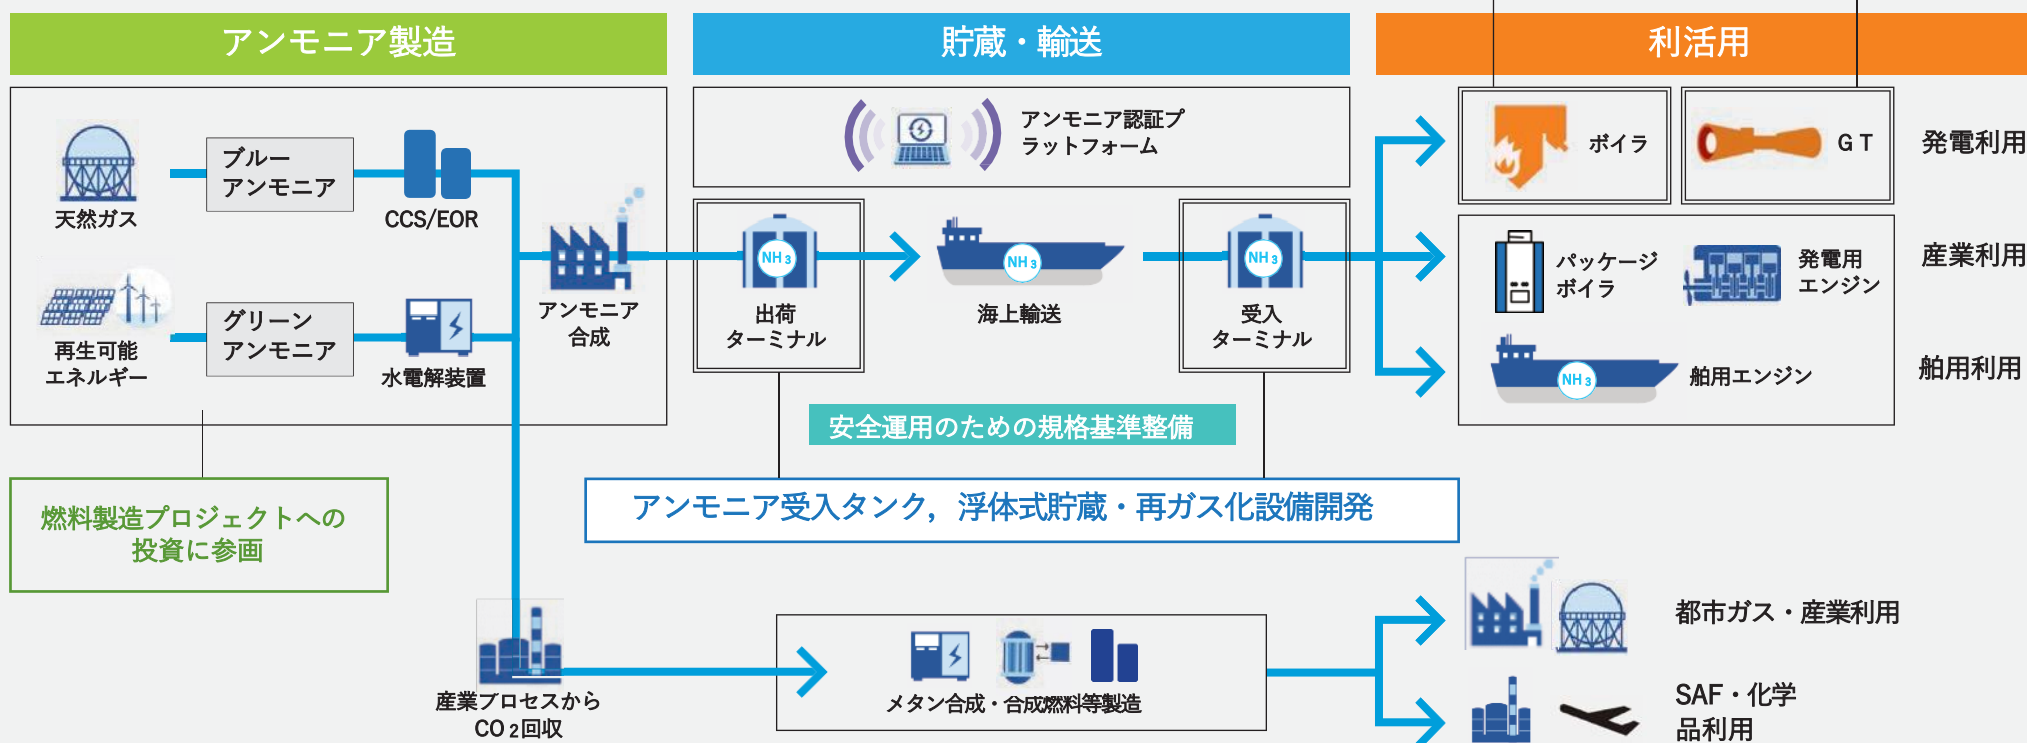 アンモニア製造
貯蔵・輸送
利活用
天然ガス
ブルー
アンモニア
CCS/EOR
再生可能
エネルギー
グリーン
アンモニア
水電解装置
アンモニア
合成
アンモニア認証プ
ラットフォーム
NH3
出荷
ターミナル
NH3
海上輸送
NH3
受入
ターミナル
ボイラ
GT
発電利用
パッケージ
ボイラ
発電用
エンジン
産業利用
NH3
舶用エンジン
舶用利用
安全運用のための規格基準整備
燃料製造プロジェクトへの
投資に参画
アンモニア受入タンク，浮体式貯蔵・再ガス化設備開発
産業プロセスから
CO2回収
メタン合成・合成燃料等製造
都市ガス・産業利用
SAF・化学
品利用